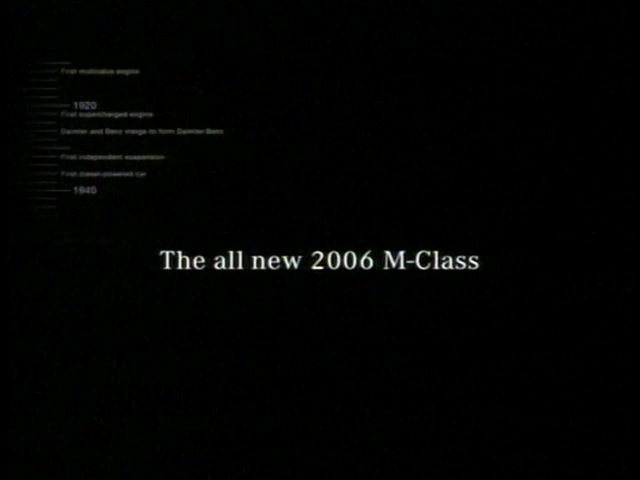 First multivalve engine
1920
First supercharged engine
Daimler and Benz merge to form Daimler-Benz
First independent suspension
First diesel-powered car
1940
The all new 2006 M-Class